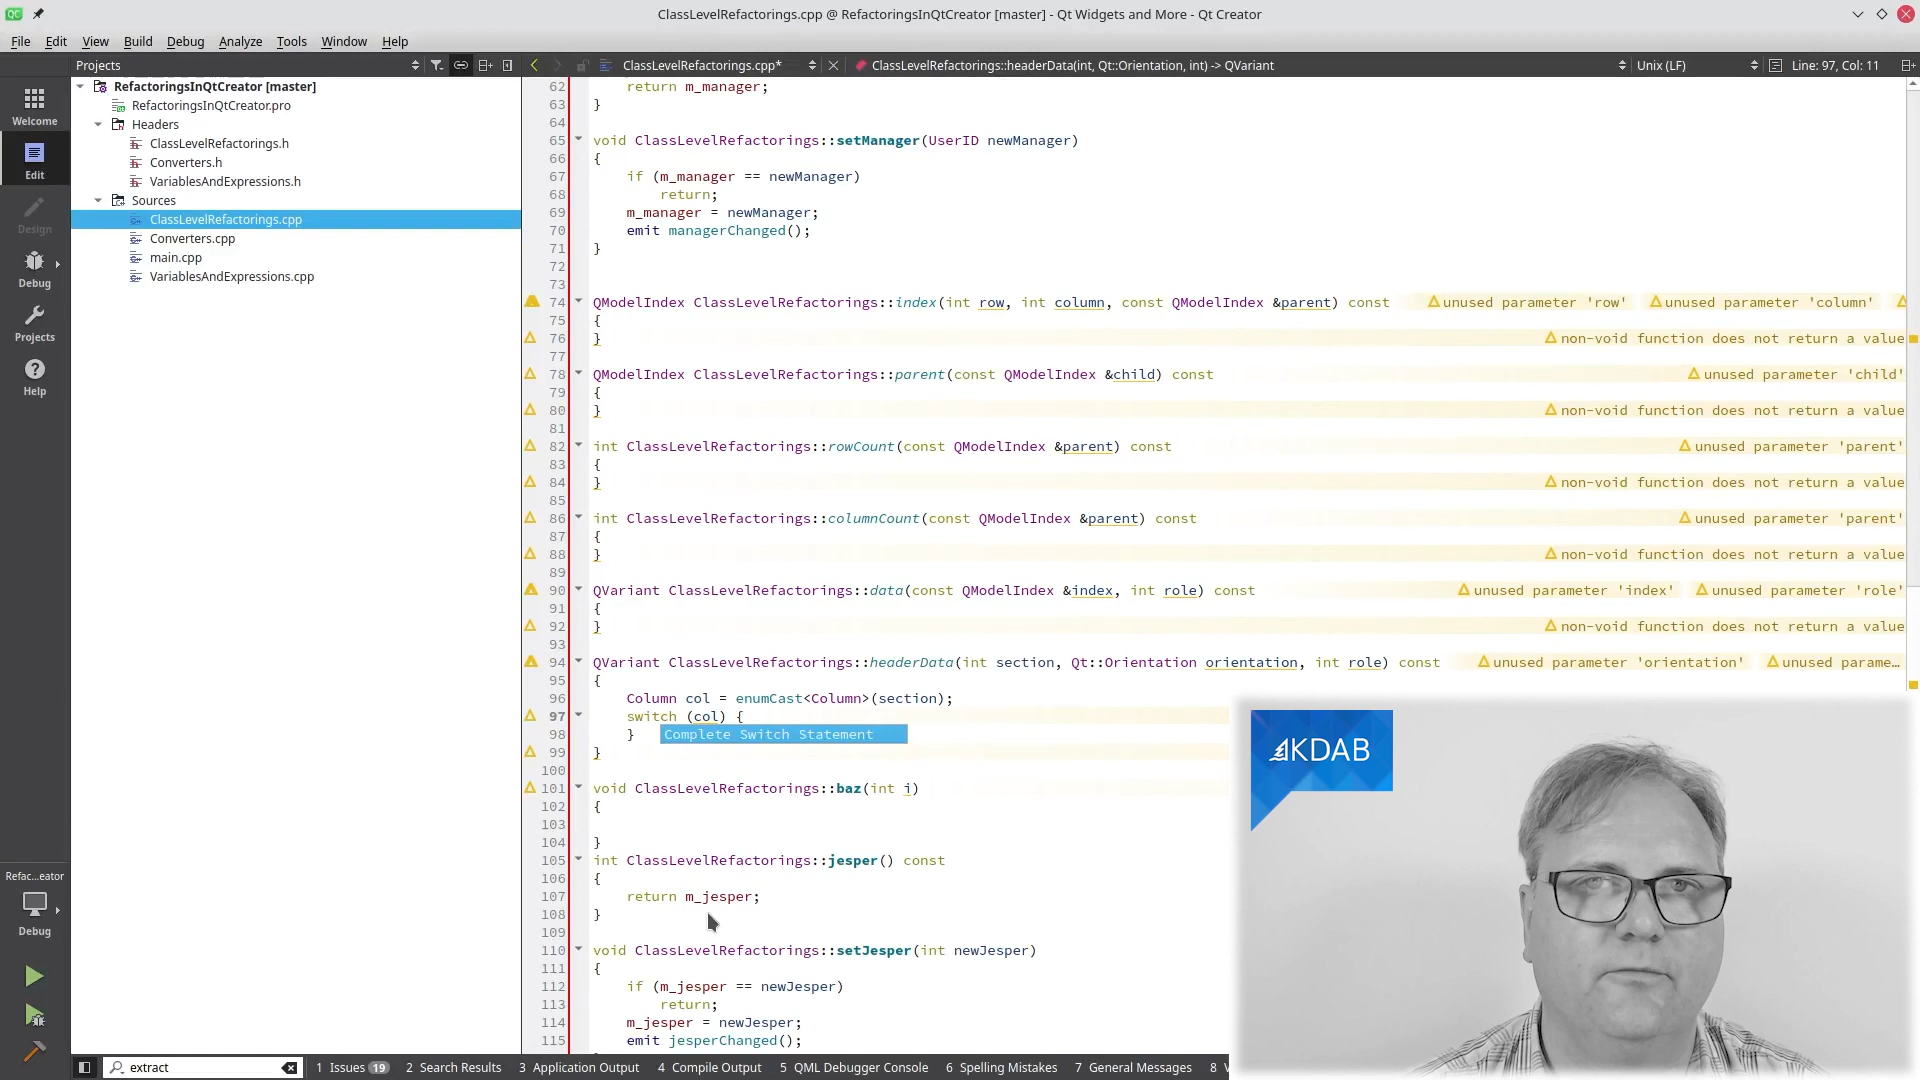 ClassLevelRefactorings.cpp @ RefactoringsInQtCreator [master] - Qt Widgets and More - Qt Creator
File Edit View Build Debug Analyze Tools Window Help
Projects
ClassLevelRefactorings.cpp*
ClassLevelRefactorings::headerData(int, Qt::Orientation, int) -> QVariant
Unix (LF)
Line: 97, Col: 11
Welcome
Edit
Design
Debug
Projects
Help
Refac...eator
Debug
RefactoringsInQtCreator [master]
RefactoringsInQtCreator.pro
Headers
ClassLevelRefactorings.h
Converters.h
VariablesAndExpressions.h
Sources
ClassLevelRefactorings.cpp
Converters.cpp
main.cpp
VariablesAndExpressions.cpp
62 return m_manager;
63 }
64
65 void ClassLevelRefactorings::setManager(UserID newManager)
66 {
67 if (m_manager == newManager)
68 return;
69 m_manager = newManager;
70 emit managerChanged();
71 }
72
73
74 QModelIndex ClassLevelRefactorings::index(int row, int column, const QModelIndex &parent) const unused parameter 'row' unused parameter 'column'
75 {
76 } non-void function does not return a value
77
78 QModelIndex ClassLevelRefactorings::parent(const QModelIndex &child) const unused parameter 'child'
79 {
80 } non-void function does not return a value
81
82 int ClassLevelRefactorings::rowCount(const QModelIndex &parent) const unused parameter 'parent'
83 {
84 } non-void function does not return a value
85
86 int ClassLevelRefactorings::columnCount(const QModelIndex &parent) const unused parameter 'parent'
87 {
88 } non-void function does not return a value
89
90 QVariant ClassLevelRefactorings::data(const QModelIndex &index, int role) const unused parameter 'index' unused parameter 'role'
91 {
92 } non-void function does not return a value
93
94 QVariant ClassLevelRefactorings::headerData(int section, Qt::Orientation orientation, int role) const unused parameter 'orientation' unused parame…
95 {
96 Column col = enumCast<Column>(section);
97 switch (col) {
98 } Complete Switch Statement
99 }
100
101 void ClassLevelRefactorings::baz(int i)
102 {
103
104 }
105 int ClassLevelRefactorings::jesper() const
106 {
107 return m_jesper;
108 }
109
110 void ClassLevelRefactorings::setJesper(int newJesper)
111 {
112 if (m_jesper == newJesper)
113 return;
114 m_jesper = newJesper;
115 emit jesperChanged();
KDAB
extract
1 Issues 19 2 Search Results 3 Application Output 4 Compile Output 5 QML Debugger Console 6 Spelling Mistakes 7 General Messages 8